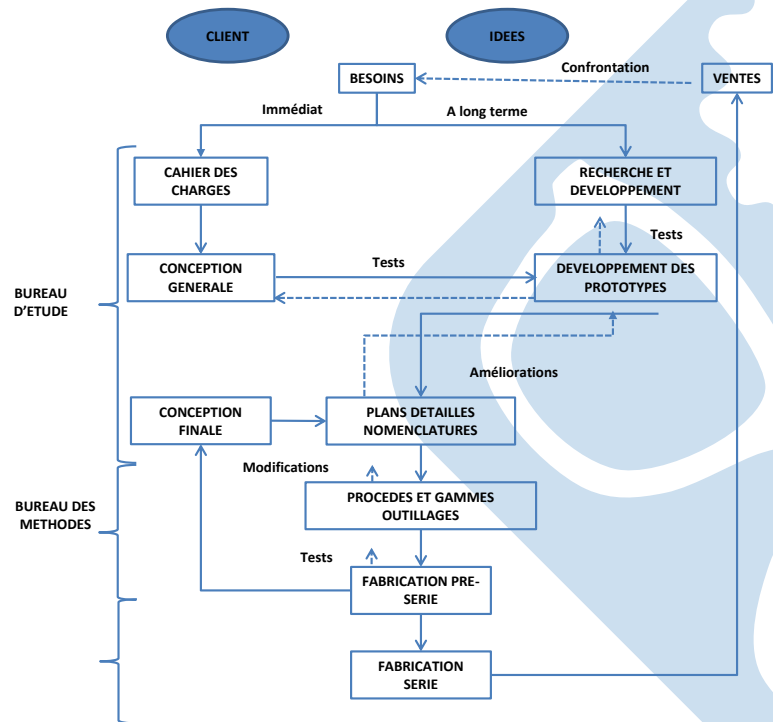 CLIENT
IDEES
Confrontation
BESOINS
VENTES
Immédiat
A long terme
CAHIER DES
CHARGES
RECHERCHE ET
DEVELOPPEMENT
Tests
Tests
CONCEPTION
GENERALE
DEVELOPPEMENT DES
PROTOTYPES
BUREAU
D'ETUDE
Améliorations
CONCEPTION
FINALE
PLANS DETAILLES
NOMENCLATURES
Modifications
BUREAU DES
METHODES
PROCEDES ET GAMMES
OUTILLAGES
Tests
FABRICATION PRE-
SERIE
FABRICATION
SERIE